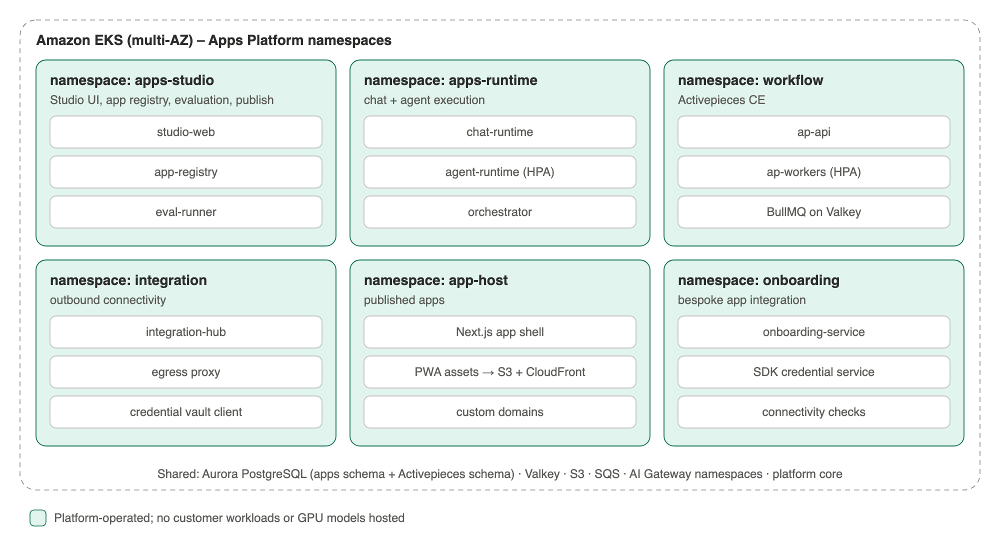 Amazon EKS (multi-AZ) – Apps Platform namespaces
namespace: apps-studio
Studio UI, app registry, evaluation, publish
studio-web
app-registry
eval-runner
namespace: apps-runtime
chat + agent execution
chat-runtime
agent-runtime (HPA)
orchestrator
namespace: workflow
Activepieces CE
ap-api
ap-workers (HPA)
BullMQ on Valkey
namespace: integration
outbound connectivity
integration-hub
egress proxy
credential vault client
namespace: app-host
published apps
Next.js app shell
PWA assets → S3 + CloudFront
custom domains
namespace: onboarding
bespoke app integration
onboarding-service
SDK credential service
connectivity checks
Shared: Aurora PostgreSQL (apps schema + Activepieces schema) · Valkey · S3 · SQS · AI Gateway namespaces · platform core
Platform-operated; no customer workloads or GPU models hosted